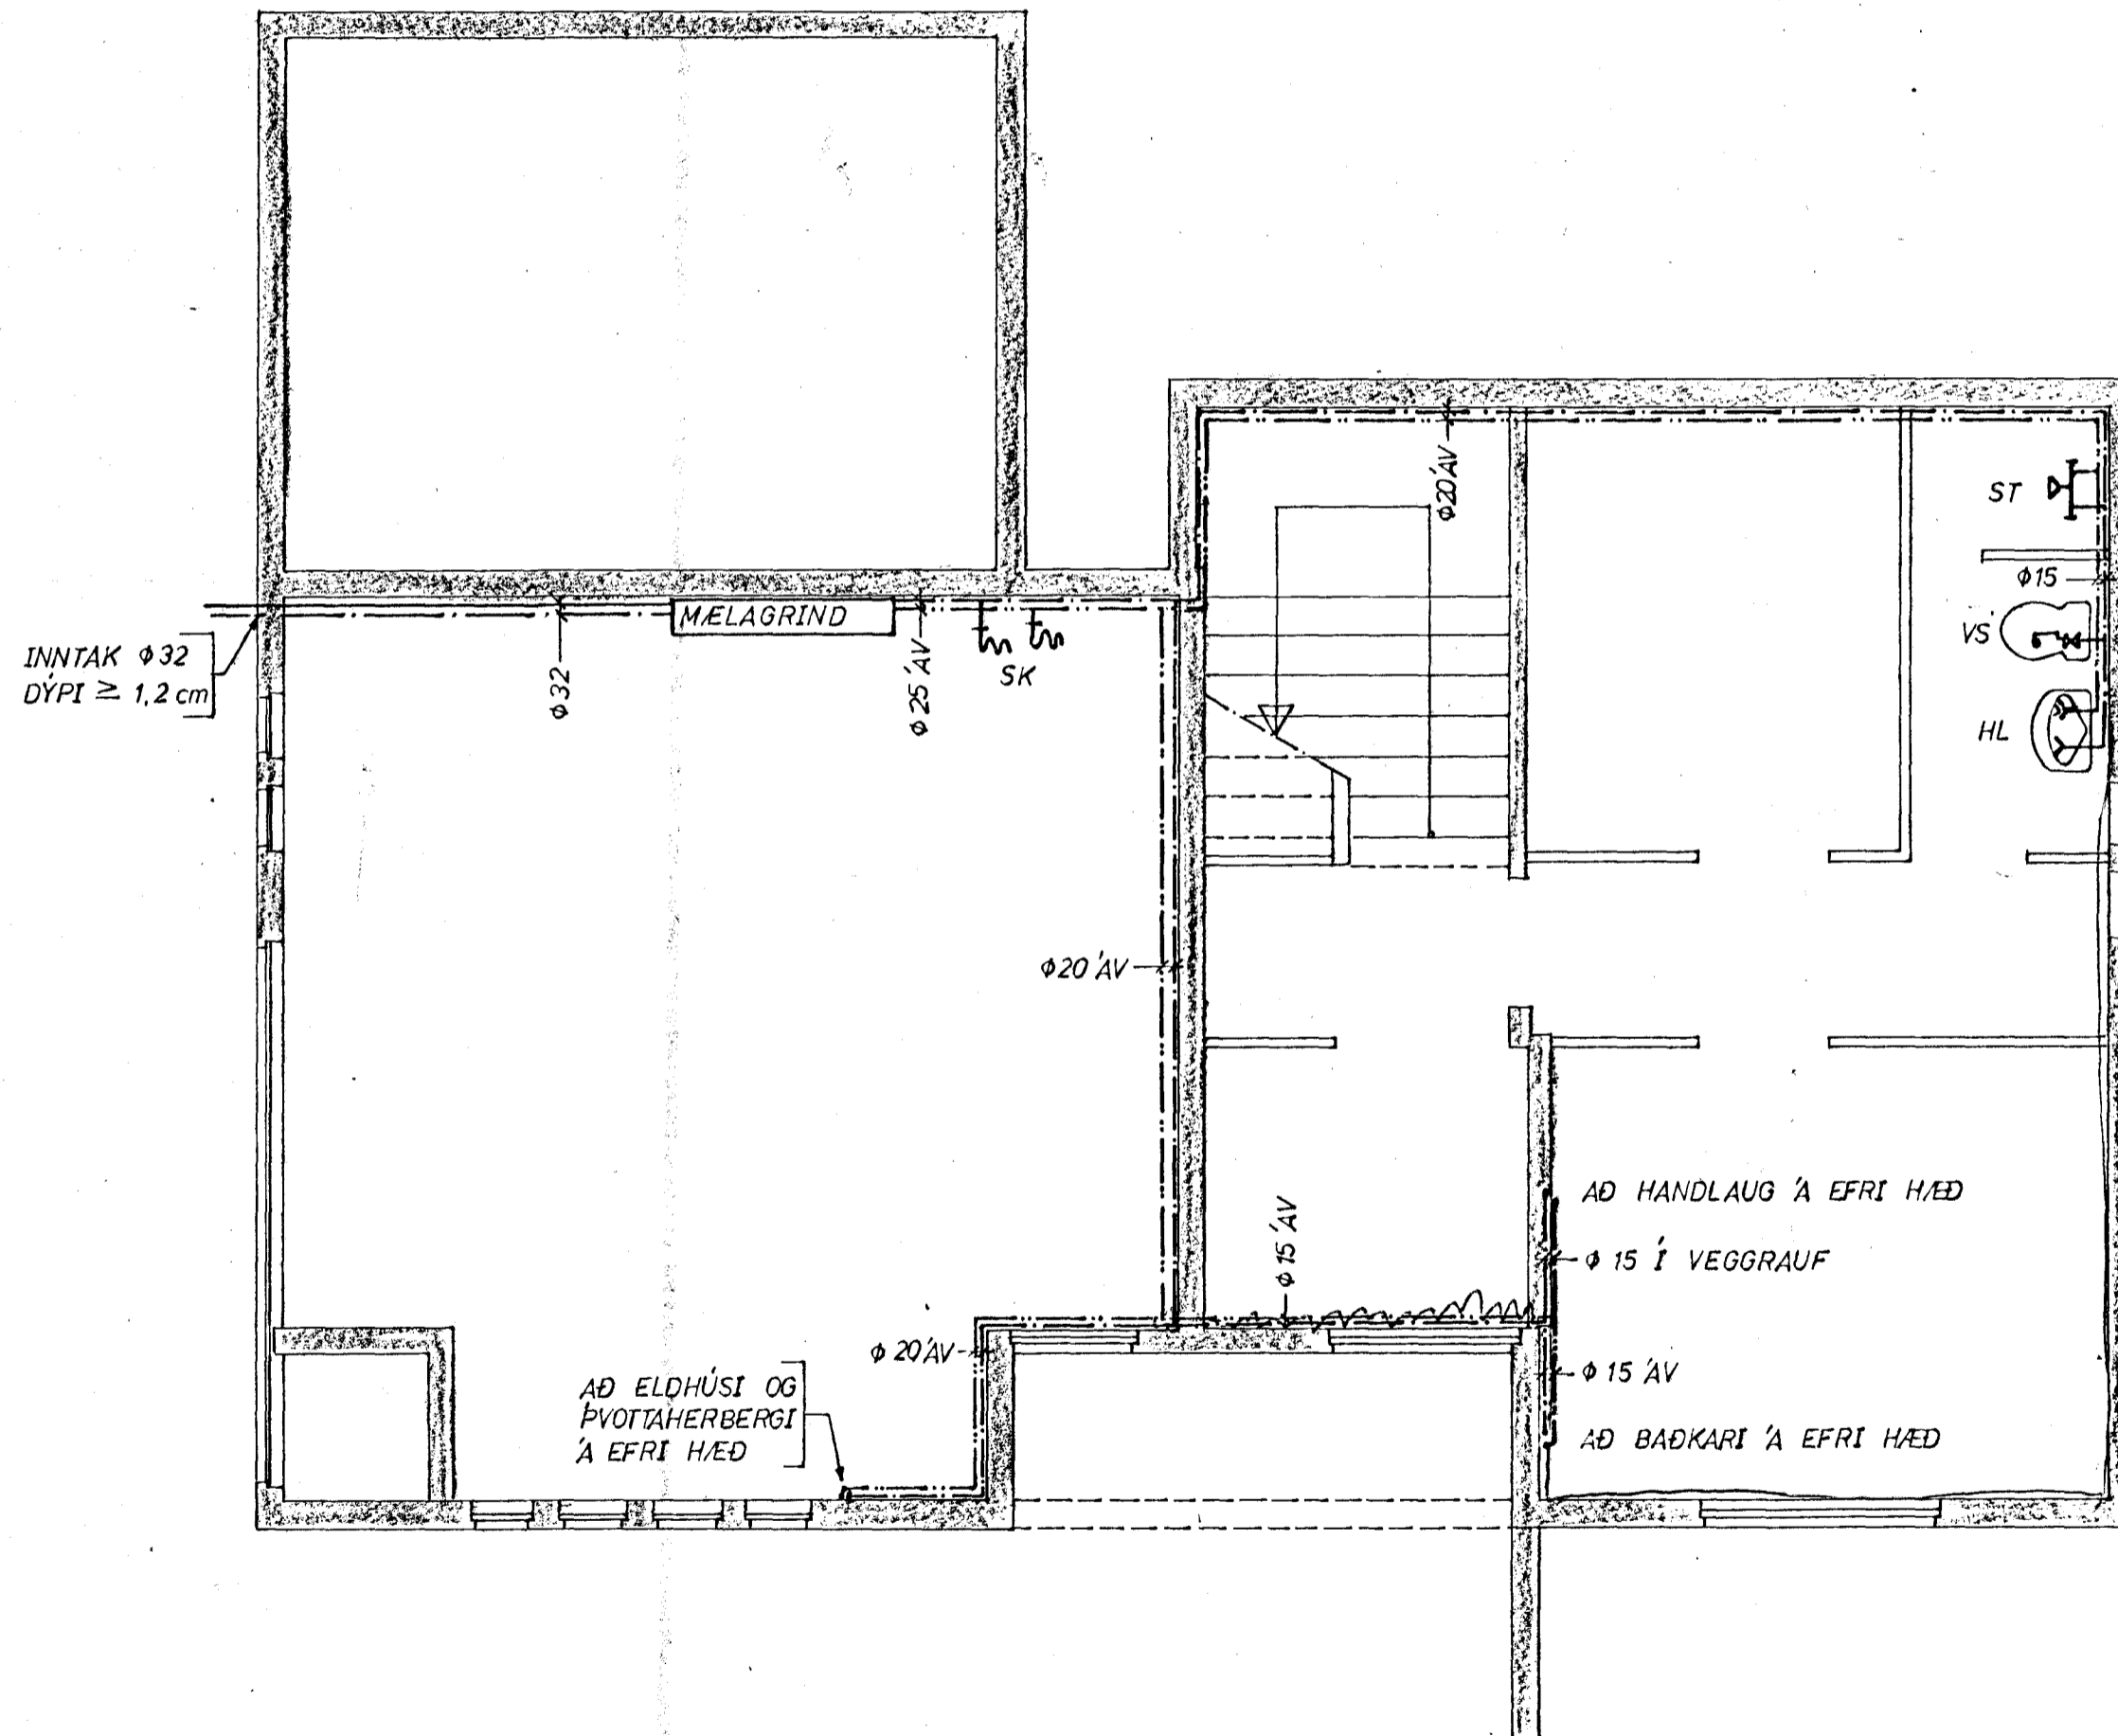 INNTAK φ32
DÝPI ≥ 1,2 cm
φ32
MÆLAGRIND
φ25 ÁV
SK
φ20 ÁV
ST
φ15
VS
HL
φ20 ÁV
φ15 ÁV
AÐ HANDLAUG Á EFRI HÆÐ
φ 15 Í VEGGRAUF
φ 15 ÁV
AÐ BAÐKARI Á EFRI HÆÐ
φ 20 ÁV
AÐ ELDHÚSI OG
ÞVOTTAHERBERGI
Á EFRI HÆÐ